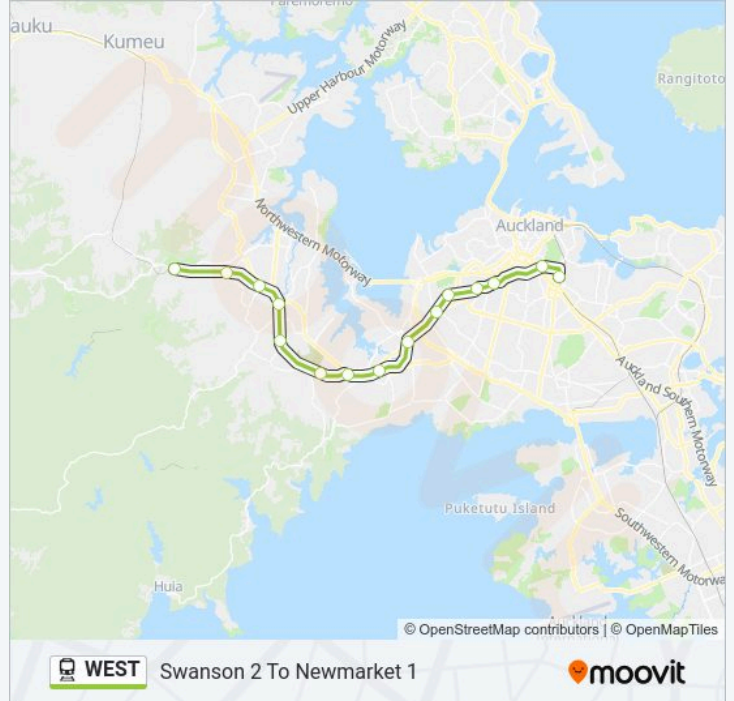 Paremoremo
auku
Kumeu
Upper Harbour Motorway
Rangitoto
Northwestern Motorway
Auckland
Auckland Southern Motorway
Puketutu Island
Southwestern Motorwa
Huia
© OpenStreetMap contributors | © OpenMapTiles
WEST Swanson 2 To Newmarket 1
moovit